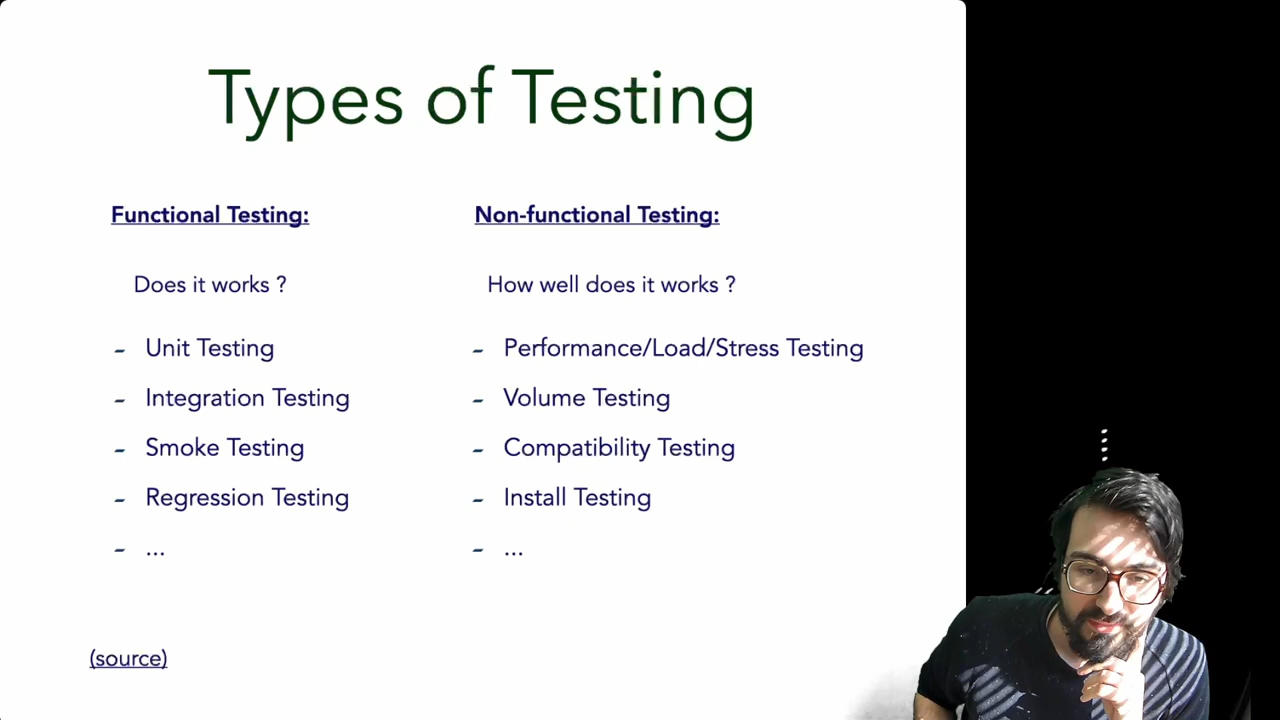 Types of Testing
Functional Testing:
Does it works ?
- Unit Testing
- Integration Testing
- Smoke Testing
- Regression Testing
- ...
Non-functional Testing:
How well does it works ?
- Performance/Load/Stress Testing
- Volume Testing
- Compatibility Testing
- Install Testing
- ...
(source)